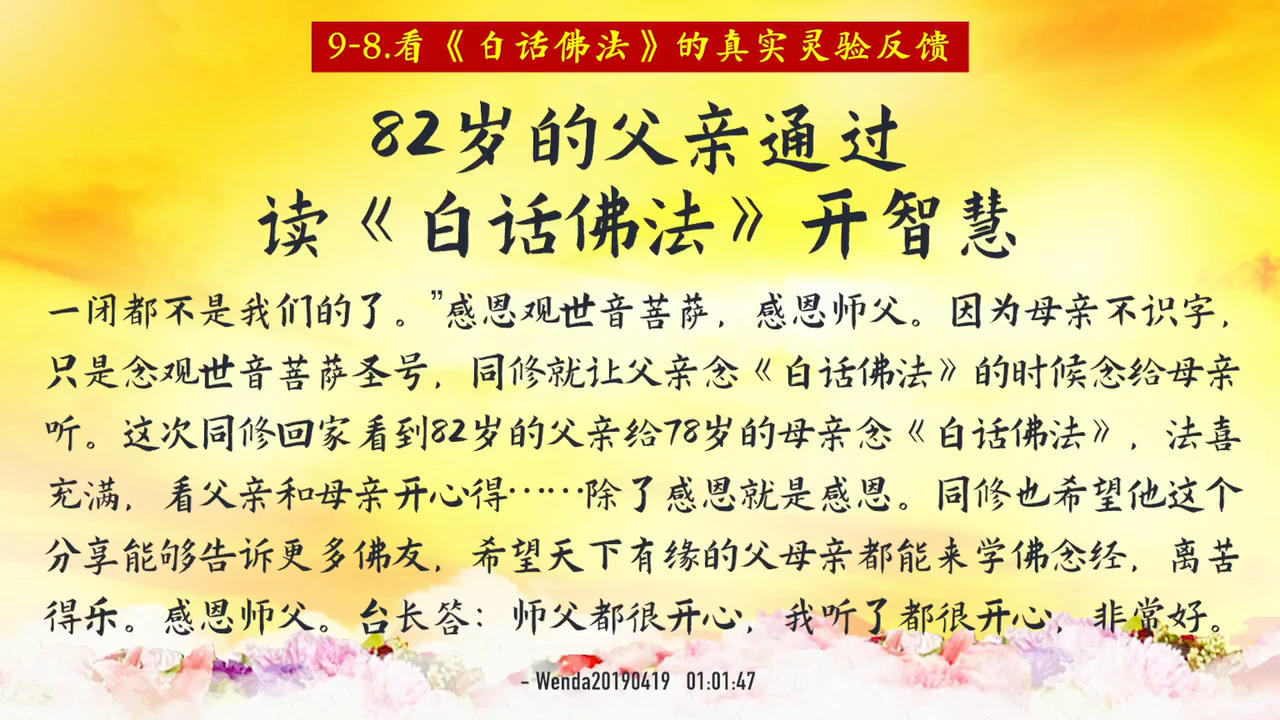 9-8.看《白话佛法》的真实灵验反馈
82岁的父亲通过
读《白话佛法》开智慧
一闭都不是我们的了。”感恩观世音菩萨，感恩师父。因为母亲不识字，
只是念观世音菩萨圣号，同修就让父亲念《白话佛法》的时候念给母亲
听。这次同修回家看到82岁的父亲给78岁的母亲念《白话佛法》，法喜
充满，看父亲和母亲开心得……除了感恩就是感恩。同修也希望他这个
分享能够告诉更多佛友，希望天下有缘的父母亲都能来学佛念经，离苦
得乐。感恩师父。台长答：师父都很开心，我听了都很开心，非常好。
- Wenda20190419 01:01:47